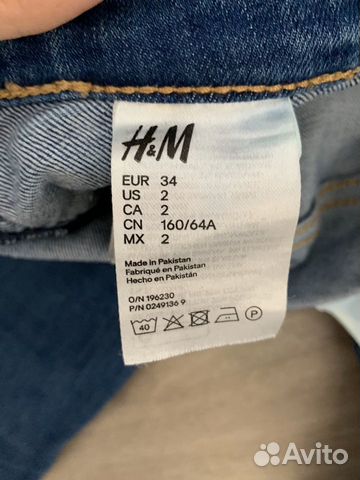 H&M
EUR 34
US 2
CA 2
CN 160/64A
MX 2
Made in Pakistan
Fabriqué en Pakistan
Hecho en Pakistán
O/N 196230
P/N 0249136 9
40 P
Avito